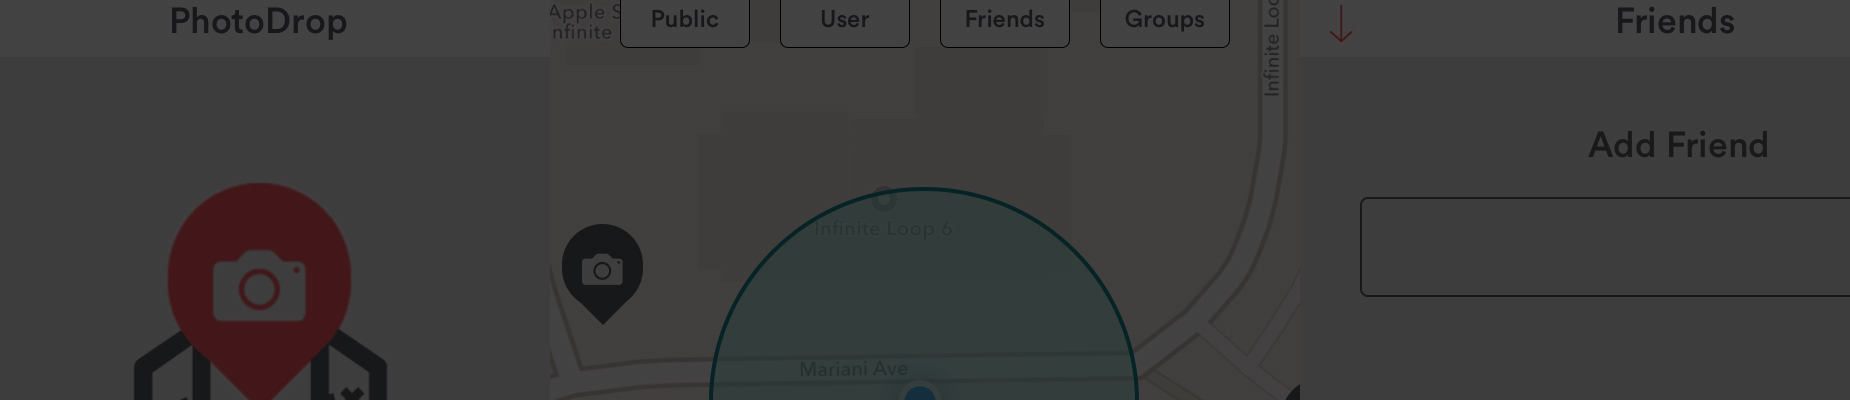 PhotoDrop
Apple S
nfinite
Public
User
Friends
Groups
Infinite Loo
Infinite Loop 6
Mariani Ave
Friends
Add Friend